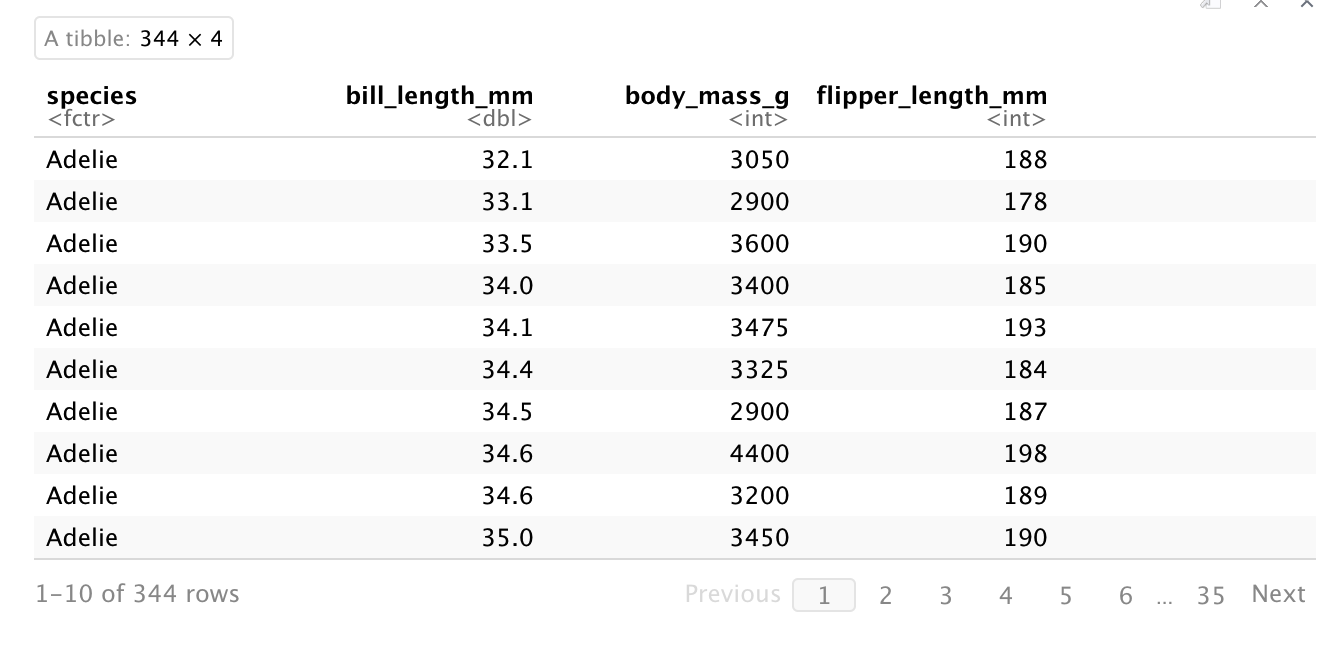 A tibble: 344 × 4
species bill_length_mm body_mass_g flipper_length_mm
<fctr> <dbl> <int> <int>
Adelie 32.1 3050 188
Adelie 33.1 2900 178
Adelie 33.5 3600 190
Adelie 34.0 3400 185
Adelie 34.1 3475 193
Adelie 34.4 3325 184
Adelie 34.5 2900 187
Adelie 34.6 4400 198
Adelie 34.6 3200 189
Adelie 35.0 3450 190
1–10 of 344 rows Previous 1 2 3 4 5 6 ... 35 Next